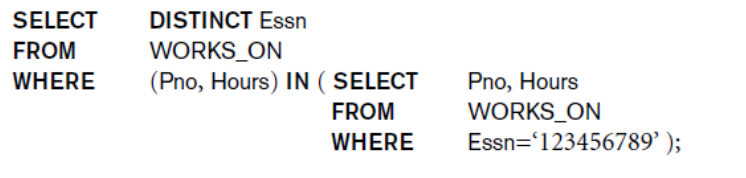 SELECT DISTINCT Essn
FROM WORKS_ON
WHERE (Pno, Hours) IN ( SELECT Pno, Hours
FROM WORKS_ON
WHERE Essn=‘123456789’ );